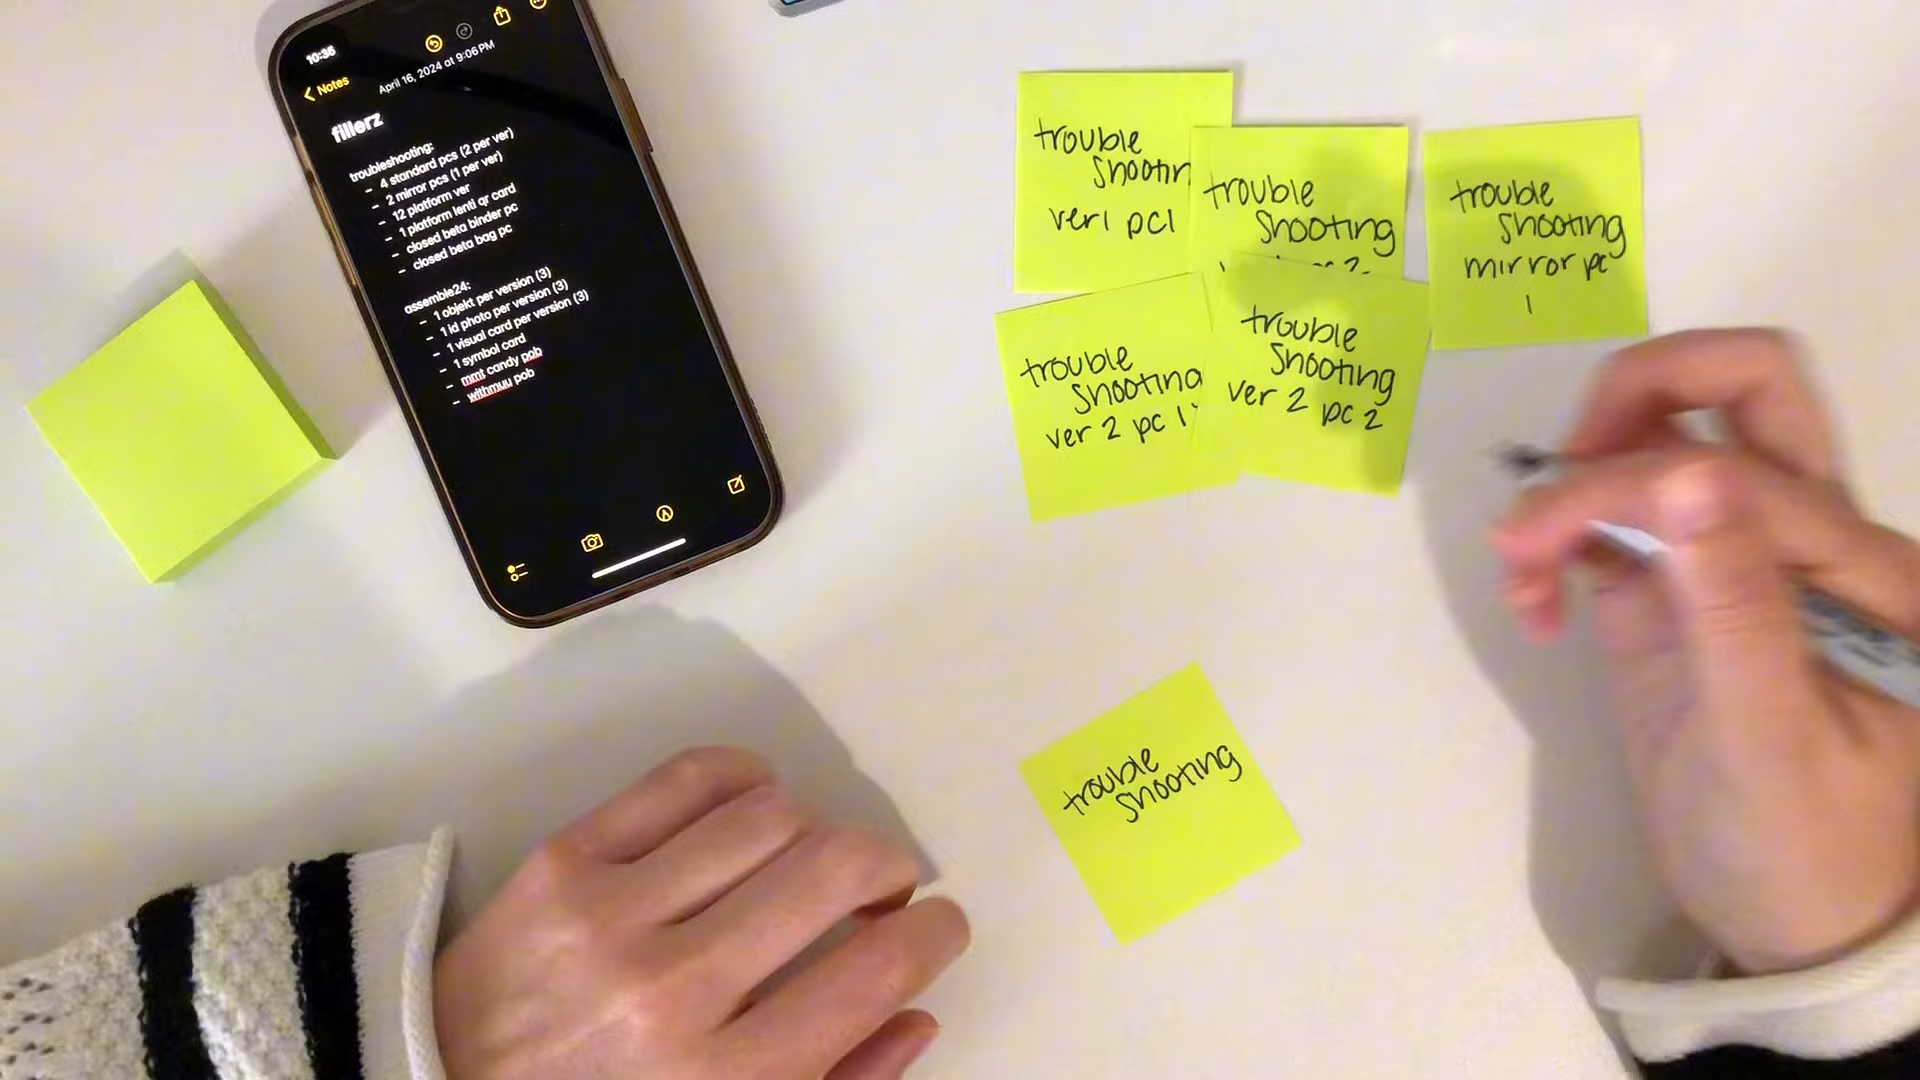 10:35
Notes
April 16, 2024 at 9:06 PM
fillerz
troubleshooting:
- 4 standard pcs (2 per ver)
- 2 mirror pcs (1 per ver)
- 12 platform ver
- 1 platform lenti qr card
- closed beta binder pc
- closed beta bag pc
assemble24:
- 1 objekt per version (3)
- 1 id photo per version (3)
- 1 visual card per version (3)
- 1 symbol card
- mmt candy pob
- withmuu pob
trouble
shootin
ver1 pc1
trouble
shooting
trouble
shooting
mirror pc
1
trouble
shooting
ver 2 pc 1
trouble
shooting
ver 2 pc 2
trouble
shooting